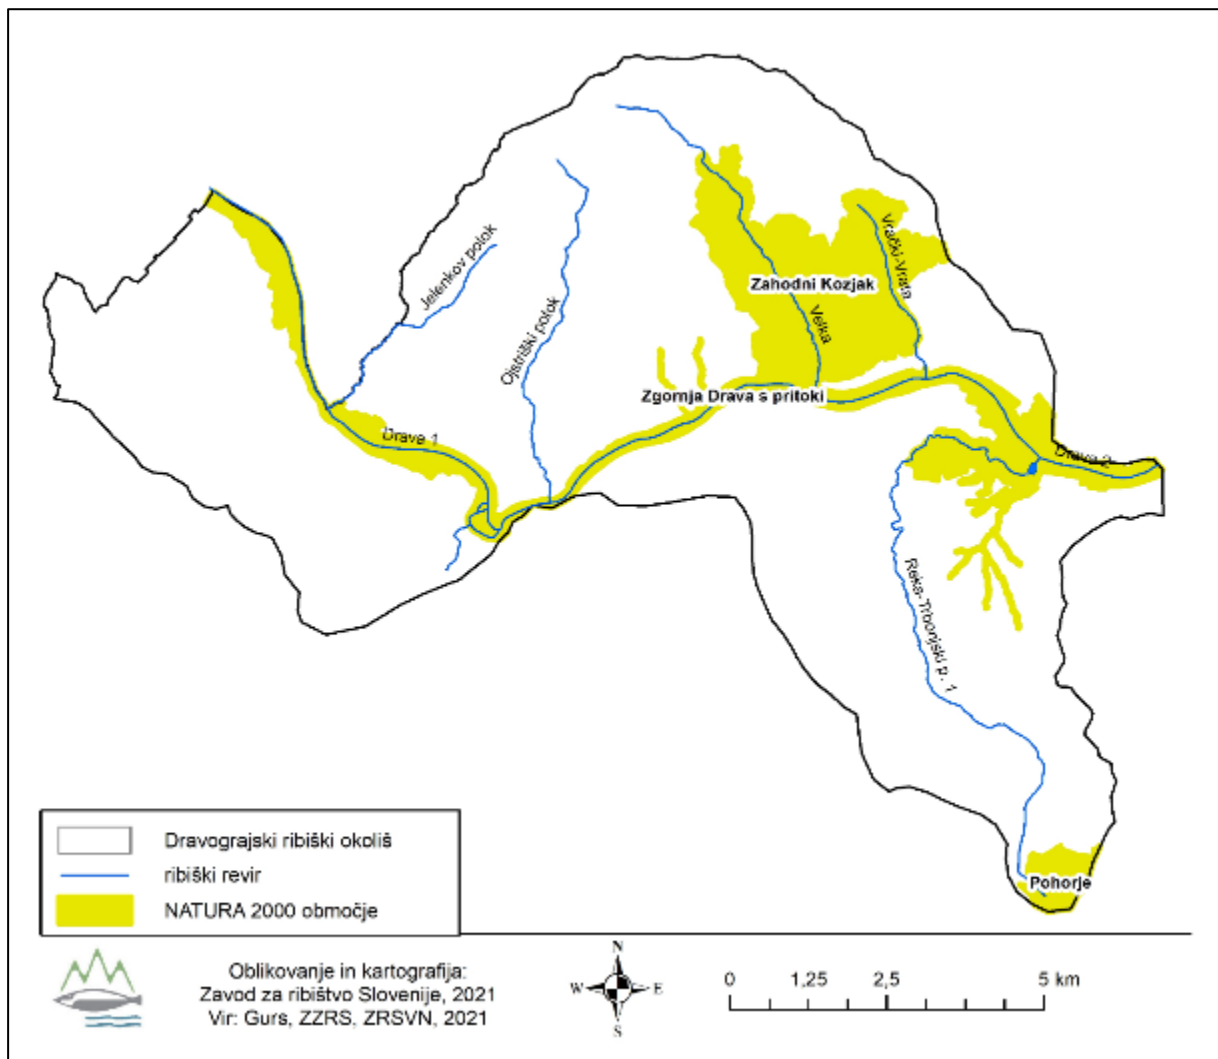 Jelenkov potok
Ojstriški potok
Vrački-Vrata
Zahodni Kozjak
Velka
Zgornja Drava s pritoki
Drava 1
Drava 2
Reka-Trbonjski p. 1
Pohorje
Dravograjski ribiški okoliš
ribiški revir
NATURA 2000 območje
Oblikovanje in kartografija:
Zavod za ribištvo Slovenije, 2021
Vir: Gurs, ZZRS, ZRSVN, 2021
N
W E
S
0 1,25 2,5 5 km